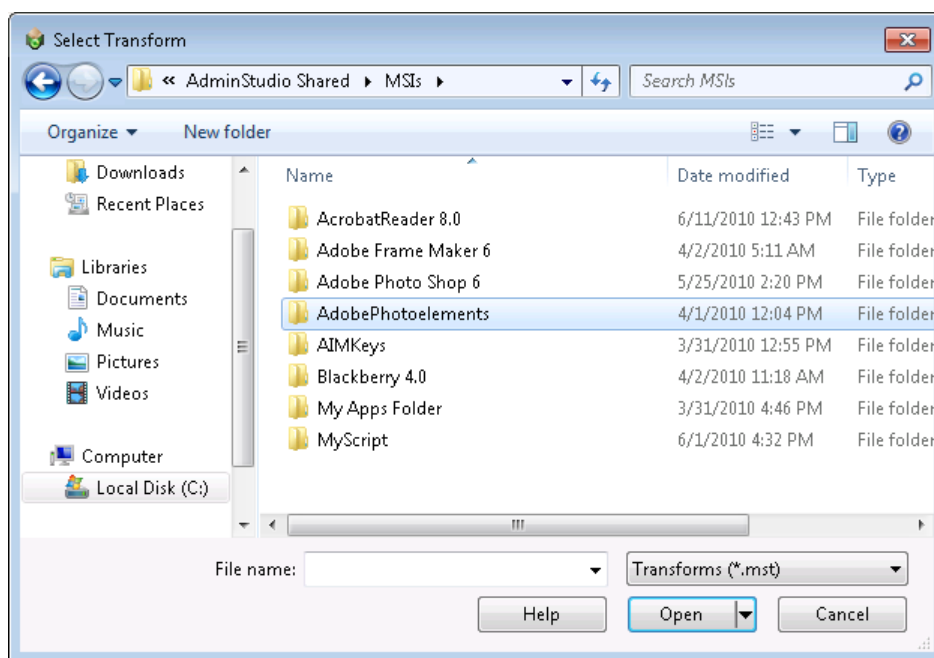 Select Transform
« AdminStudio Shared MSIs Search MSIs
Organize New folder
Downloads
Recent Places
Libraries
Documents
Music
Pictures
Videos
Computer
Local Disk (C:)
Name Date modified Type
AcrobatReader 8.0 6/11/2010 12:43 PM File folder
Adobe Frame Maker 6 4/2/2010 5:11 AM File folder
Adobe Photo Shop 6 5/25/2010 2:20 PM File folder
AdobePhotoelements 4/1/2010 12:04 PM File folder
AIMKeys 3/31/2010 12:55 PM File folder
Blackberry 4.0 4/2/2010 11:18 AM File folder
My Apps Folder 3/31/2010 4:46 PM File folder
MyScript 6/1/2010 4:32 PM File folder
File name: Transforms (*.mst)
Help Open Cancel